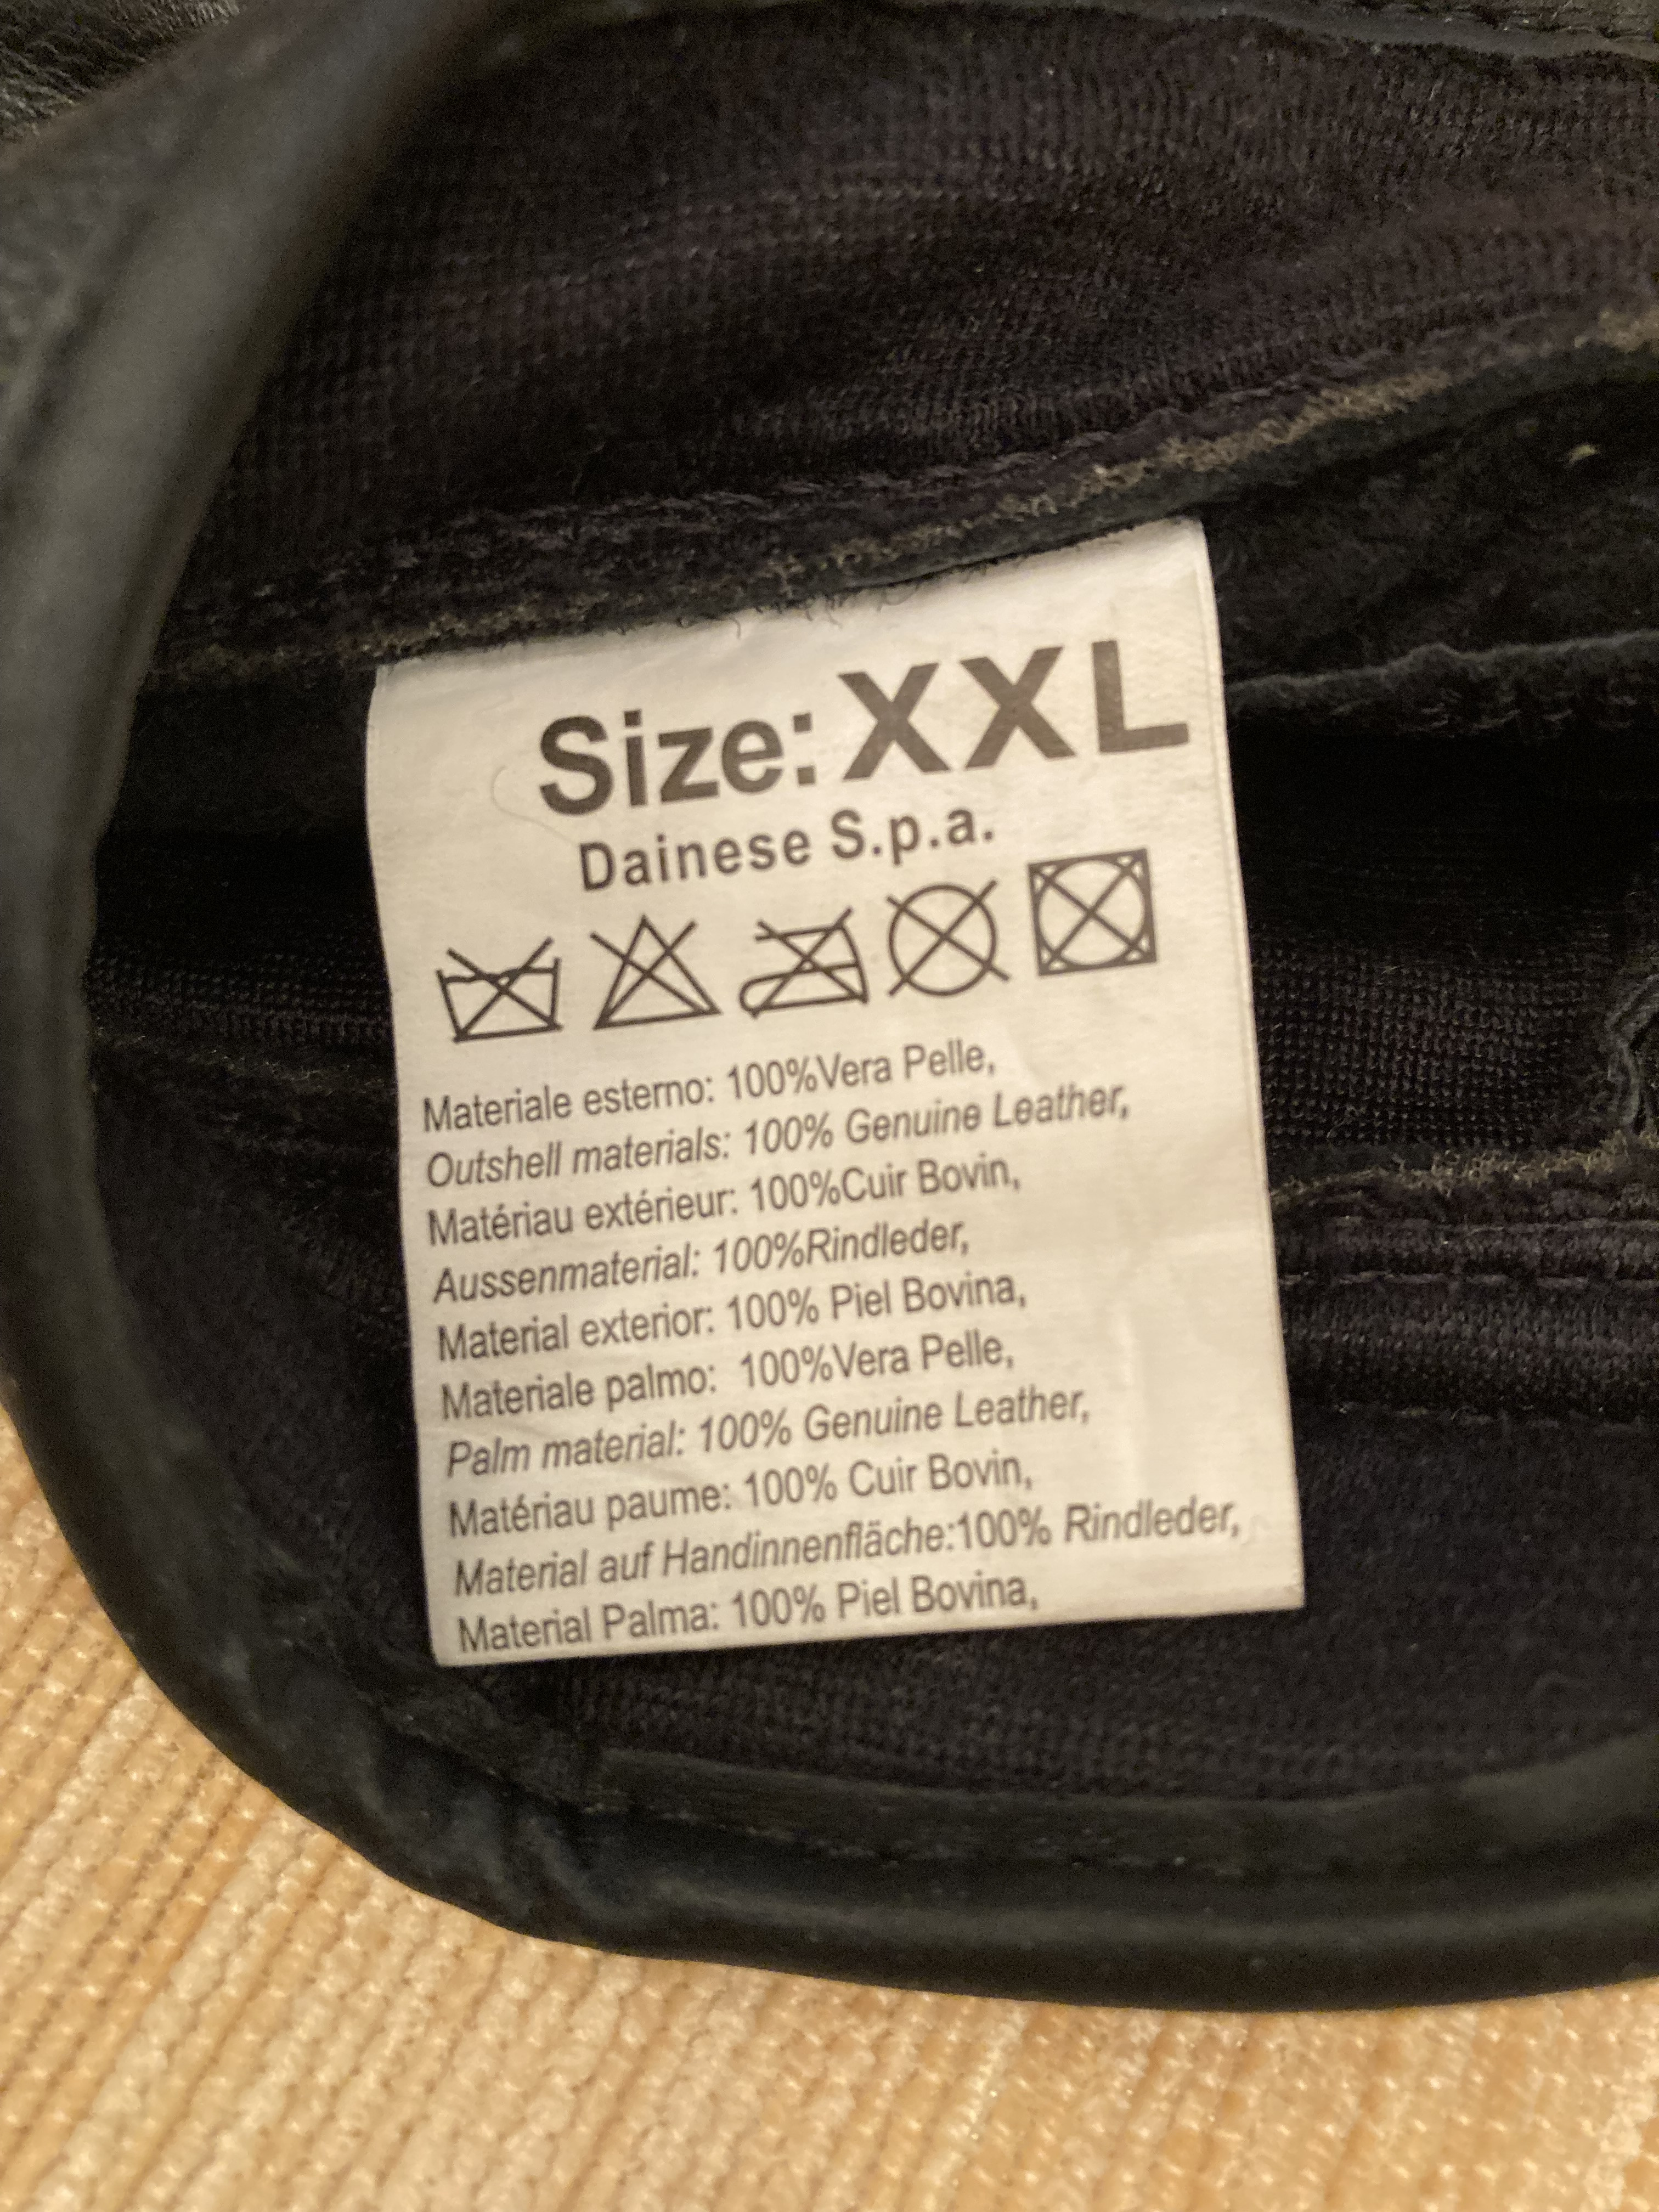 Size: XXL
Dainese S.p.a.
Materiale esterno: 100%Vera Pelle,
Outshell materials: 100% Genuine Leather,
Matériau extérieur: 100%Cuir Bovin,
Aussenmaterial: 100%Rindleder,
Material exterior: 100% Piel Bovina,
Materiale palmo: 100%Vera Pelle,
Palm material: 100% Genuine Leather,
Matériau paume: 100% Cuir Bovin,
Material auf Handinnenfläche:100% Rindleder,
Material Palma: 100% Piel Bovina,